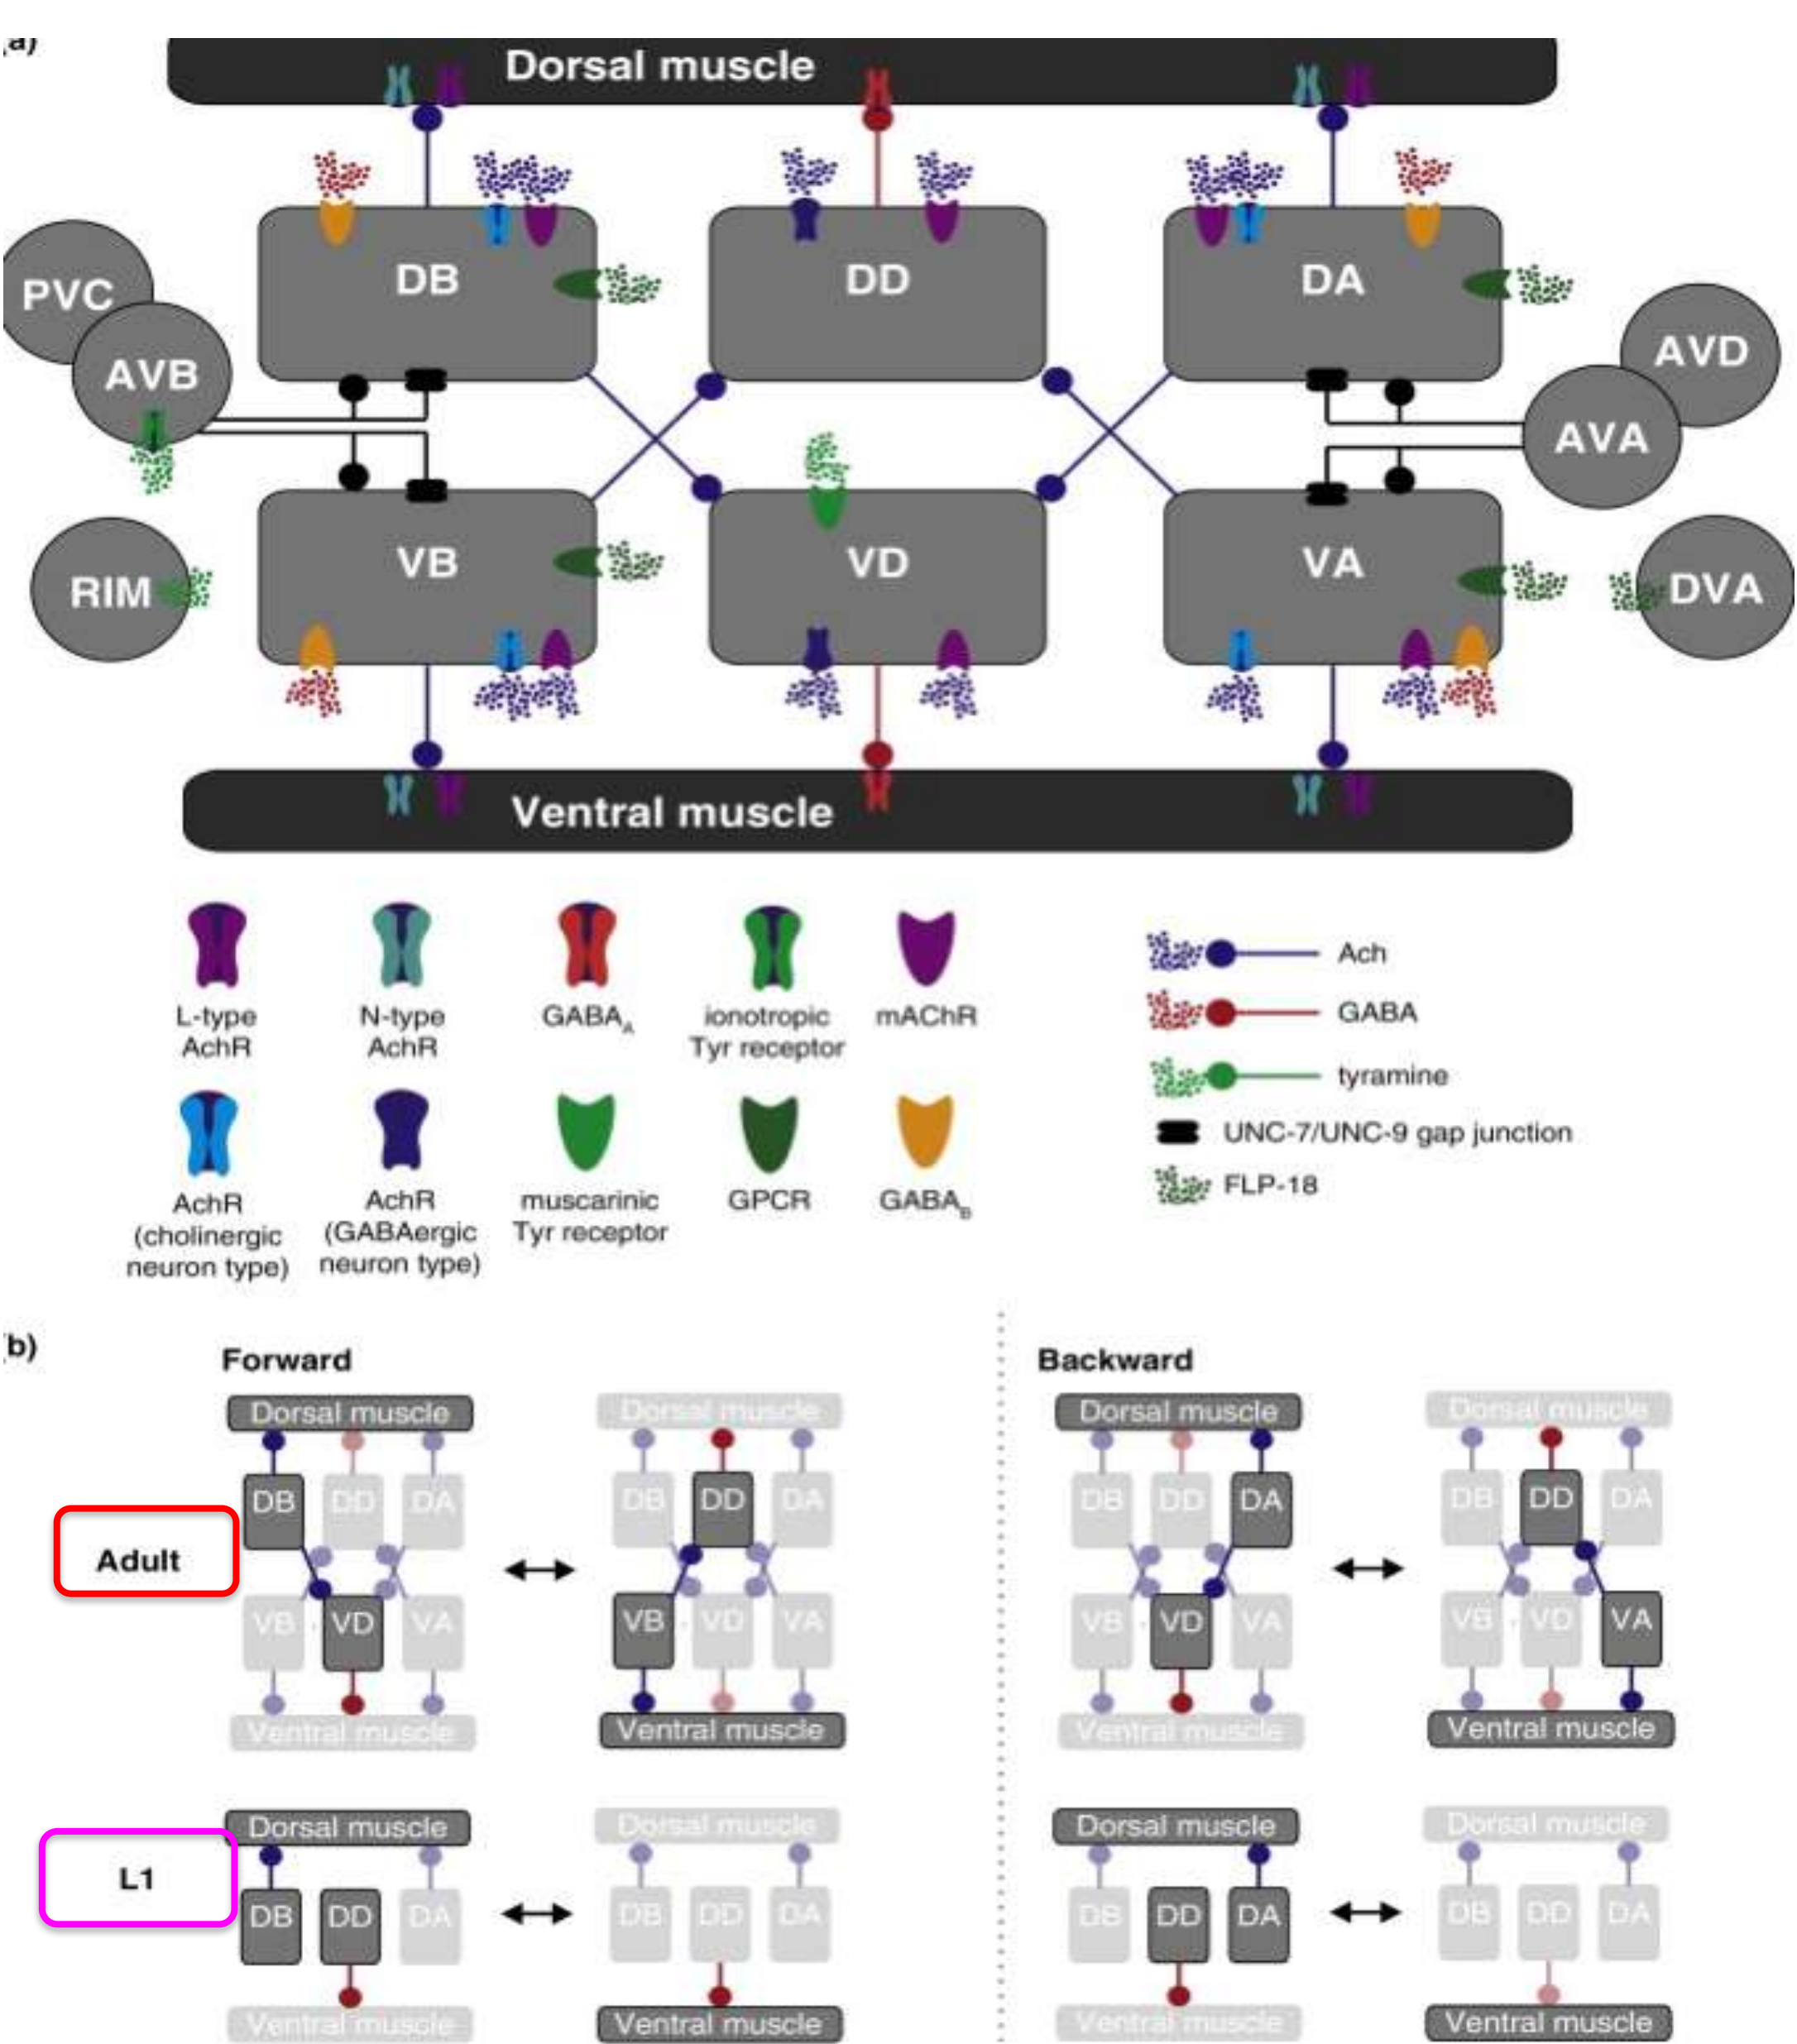 a)
Dorsal muscle
DB
DD
DA
PVC
AVB
AVD
AVA
RIM
VB
VD
VA
DVA
Ventral muscle
L-type
AchR
N-type
AchR
GABAA
ionotropic
Tyr receptor
mAChR
AchR
(cholinergic
neuron type)
AchR
(GABAergic
neuron type)
muscarinic
Tyr receptor
GPCR
GABAB
Ach
GABA
tyramine
UNC-7/UNC-9 gap junction
FLP-18
b)
Forward
Backward
Adult
Dorsal muscle
DB DD DA
VB VD VA
Ventral muscle
Dorsal muscle
DB DD DA
VB VD VA
Ventral muscle
Dorsal muscle
DB DD DA
VB VD VA
Ventral muscle
Dorsal muscle
DB DD DA
VB VD VA
Ventral muscle
L1
Dorsal muscle
DB DD DA
Ventral muscle
Dorsal muscle
DB DD DA
Ventral muscle
Dorsal muscle
DB DD DA
Ventral muscle
Dorsal muscle
DB DD DA
Ventral muscle